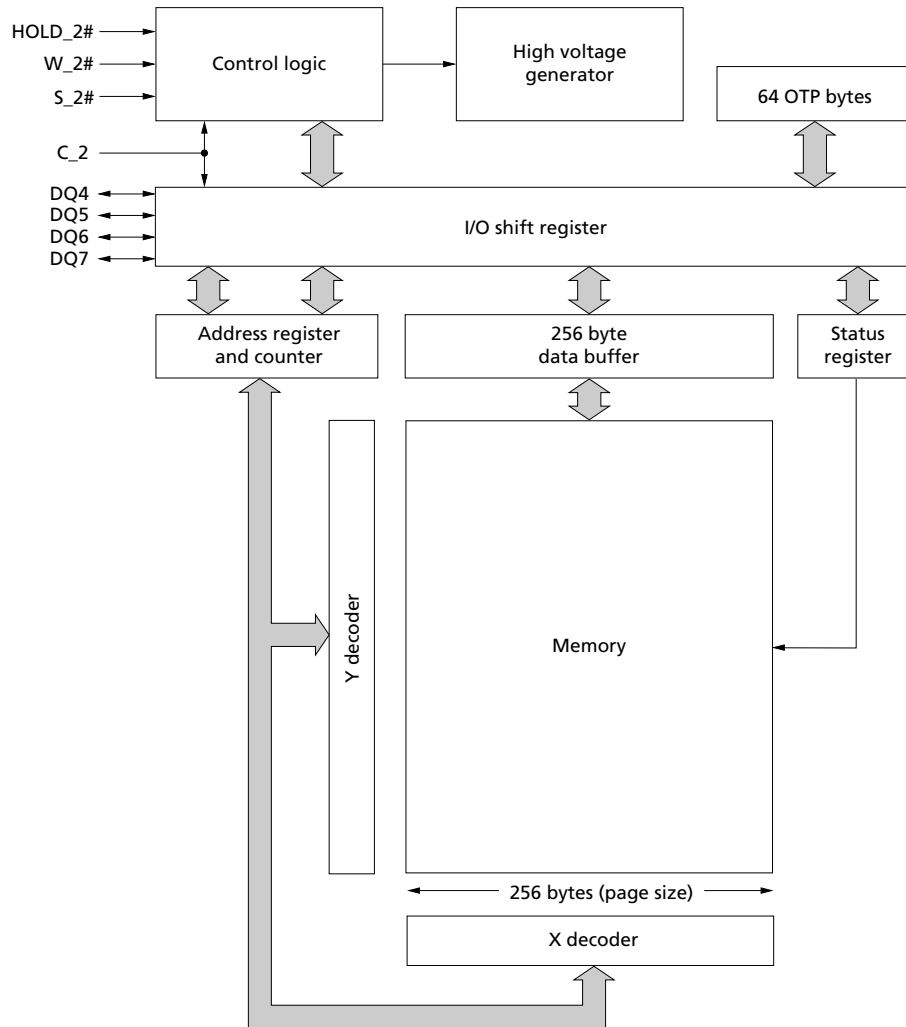 HOLD_2#
W_2#
S_2#
C_2
Control logic
High voltage
generator
64 OTP bytes
DQ4
DQ5
DQ6
DQ7
I/O shift register
Address register
and counter
256 byte
data buffer
Status
register
Y decoder
Memory
256 bytes (page size)
X decoder